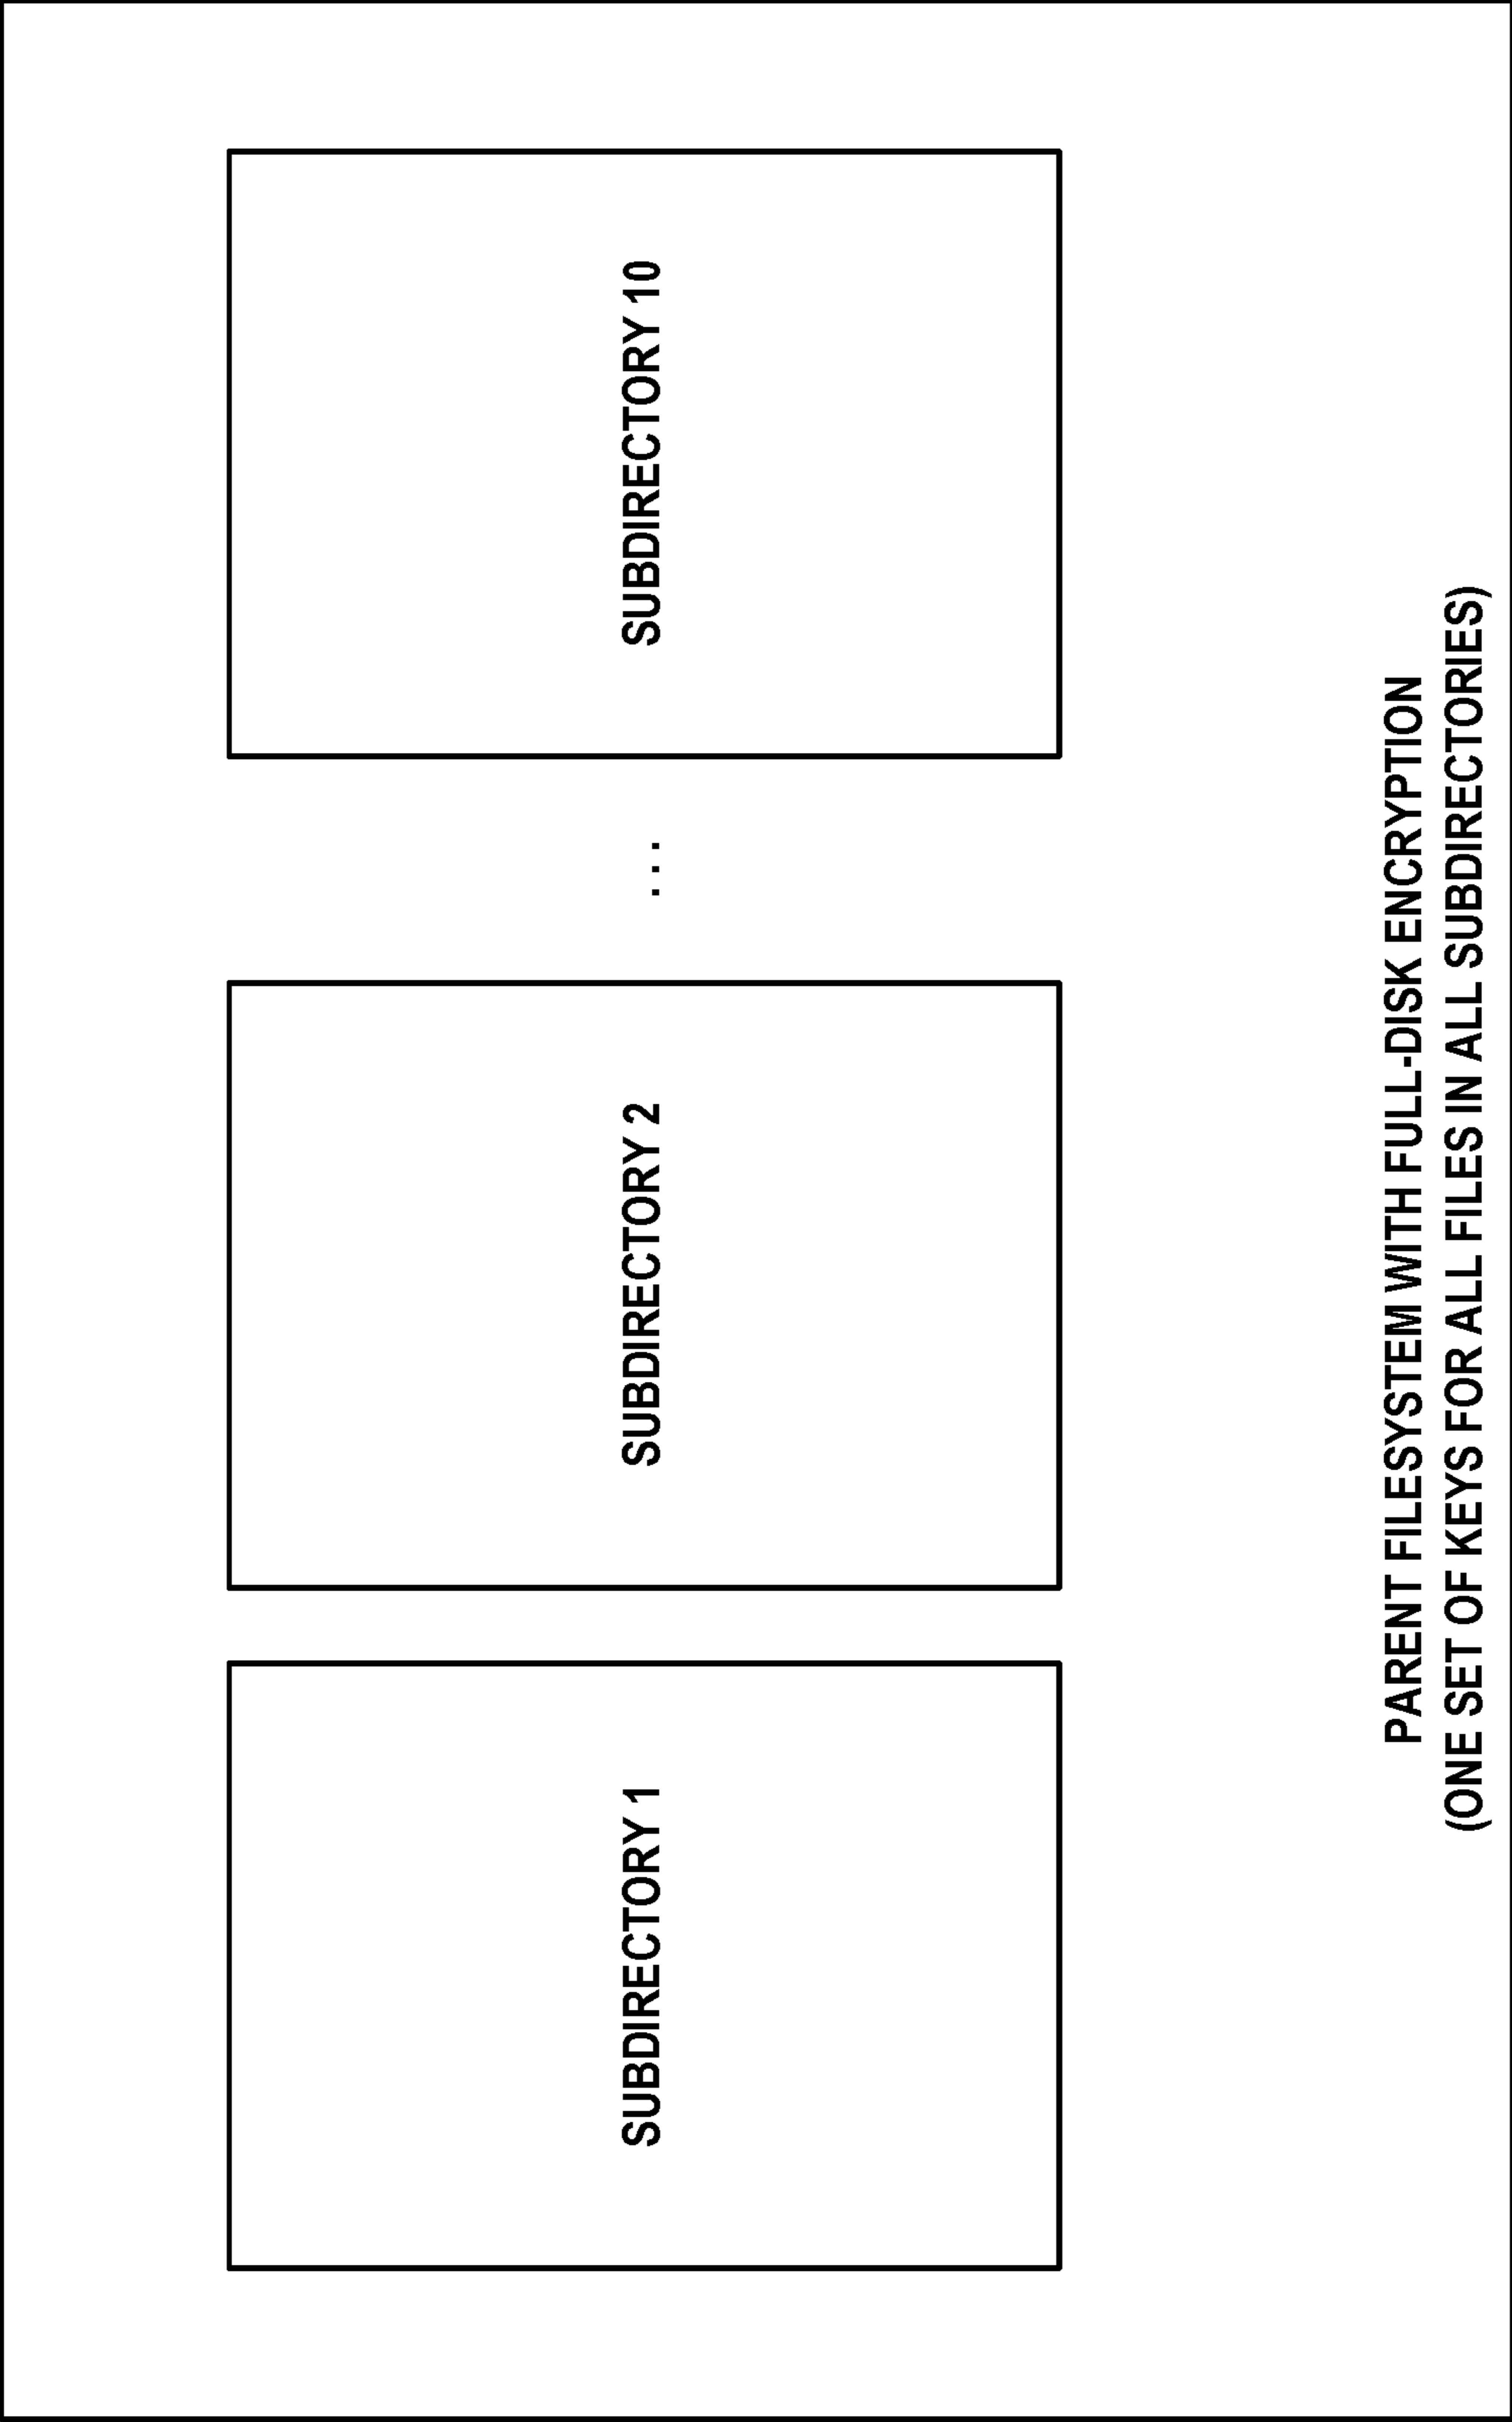 SUBDIRECTORY 1
SUBDIRECTORY 2
...
SUBDIRECTORY 10
PARENT FILESYSTEM WITH FULL-DISK ENCRYPTION
(ONE SET OF KEYS FOR ALL FILES IN ALL SUBDIRECTORIES)